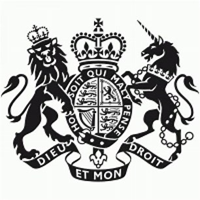 HONI SOIT QUI MAL Y PENSE
DIEU ET MON DROIT